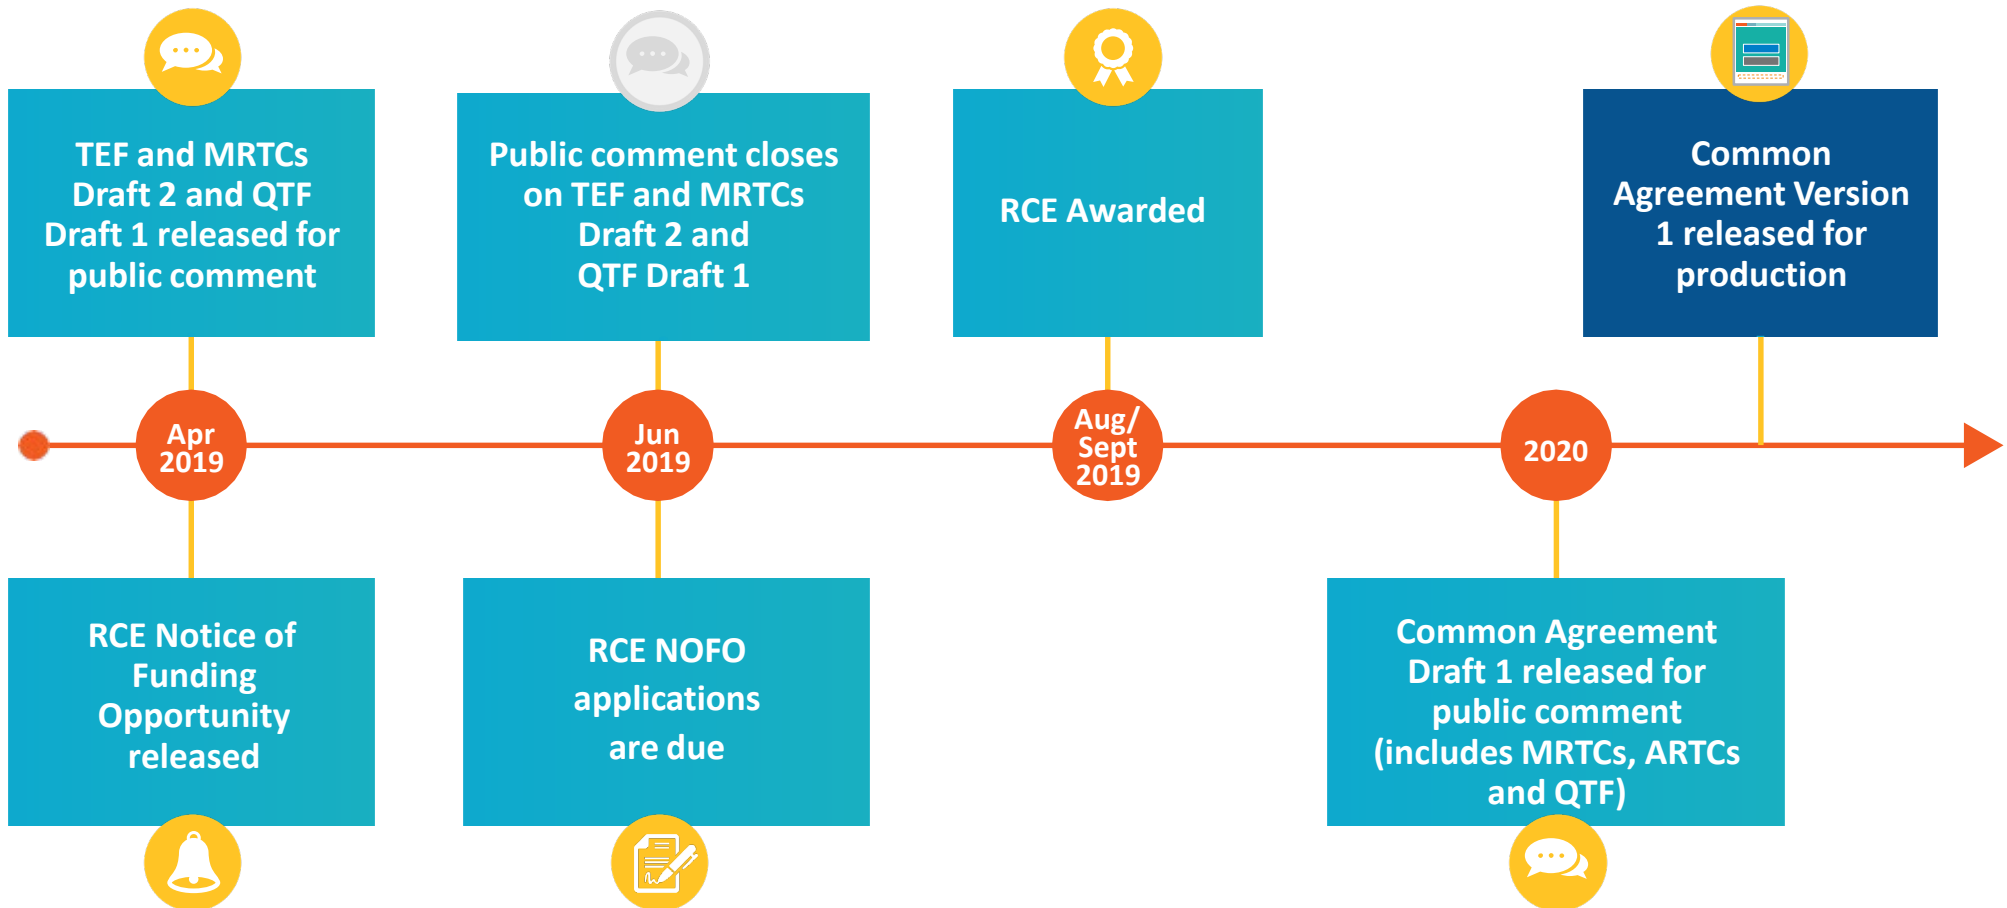 TEF and MRTCs
Draft 2 and QTF
Draft 1 released for
public comment
Public comment closes
on TEF and MRTCs
Draft 2 and
QTF Draft 1
RCE Awarded
Common
Agreement Version
1 released for
production
Apr
2019
Jun
2019
Aug/
Sept
2019
2020
RCE Notice of
Funding
Opportunity
released
RCE NOFO
applications
are due
Common Agreement
Draft 1 released for
public comment
(includes MRTCs, ARTCs
and QTF)